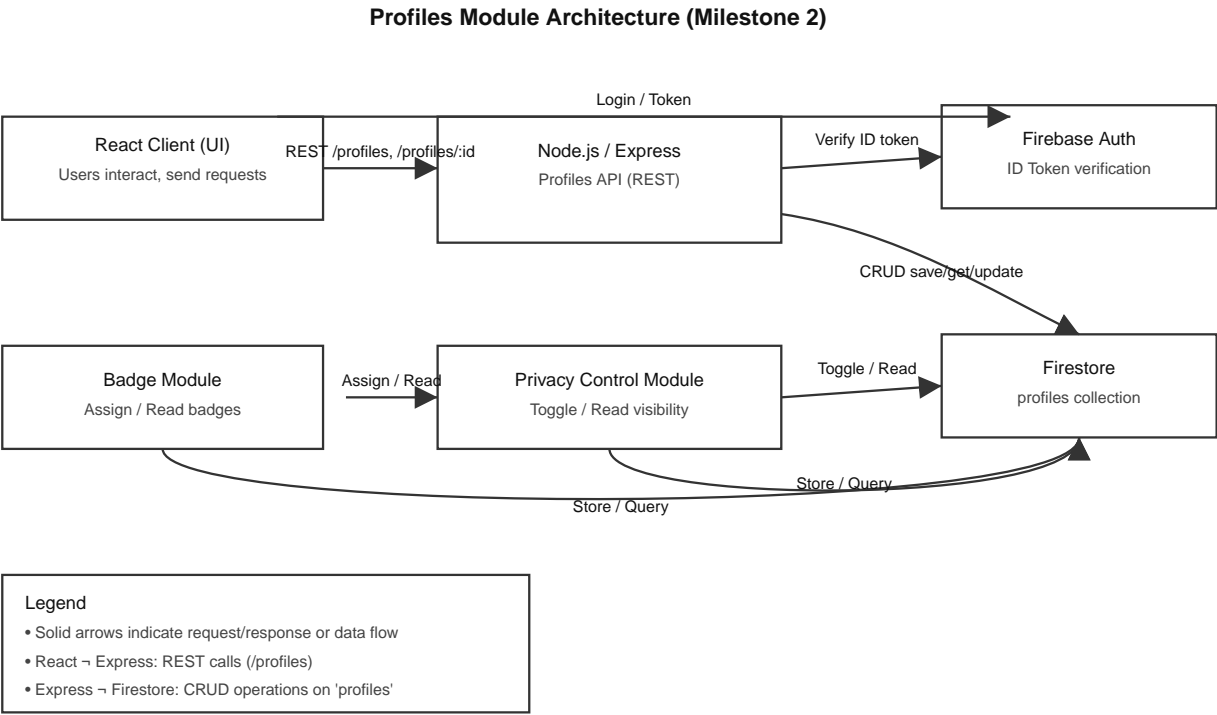 Profiles Module Architecture (Milestone 2)
Login / Token
React Client (UI)
Users interact, send requests
REST /profiles, /profiles/:id
Node.js / Express
Profiles API (REST)
Verify ID token
Firebase Auth
ID Token verification
CRUD save/get/update
Badge Module
Assign / Read badges
Assign / Read
Privacy Control Module
Toggle / Read visibility
Toggle / Read
Firestore
profiles collection
Store / Query
Store / Query
Legend
• Solid arrows indicate request/response or data flow
• React ¬ Express: REST calls (/profiles)
• Express ¬ Firestore: CRUD operations on 'profiles'